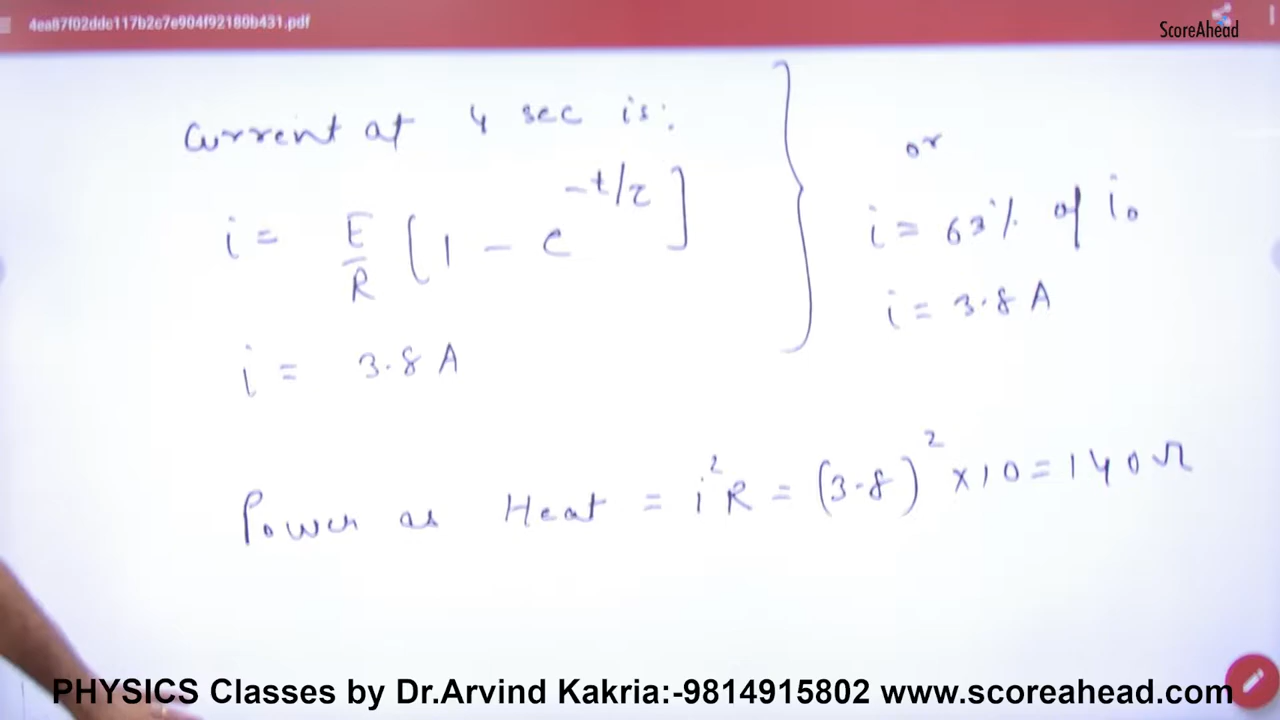 4ea87f02ddc117b2c7e904f92180b431.pdf
ScoreAhead
Current at 4 sec is:
i = E/R [1 - e^-t/τ]
i = 3.8 A
or
i = 63% of i₀
i = 3.8 A
Power as Heat = i²R = (3.8)² × 10 = 140 Ω
PHYSICS Classes by Dr.Arvind Kakria:-9814915802 www.scoreahead.com